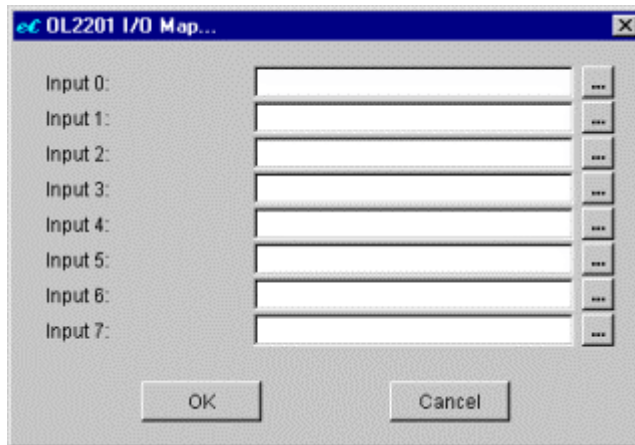 eC OL2201 I/O Map...
Input 0: ...
Input 1: ...
Input 2: ...
Input 3: ...
Input 4: ...
Input 5: ...
Input 6: ...
Input 7: ...
OK Cancel